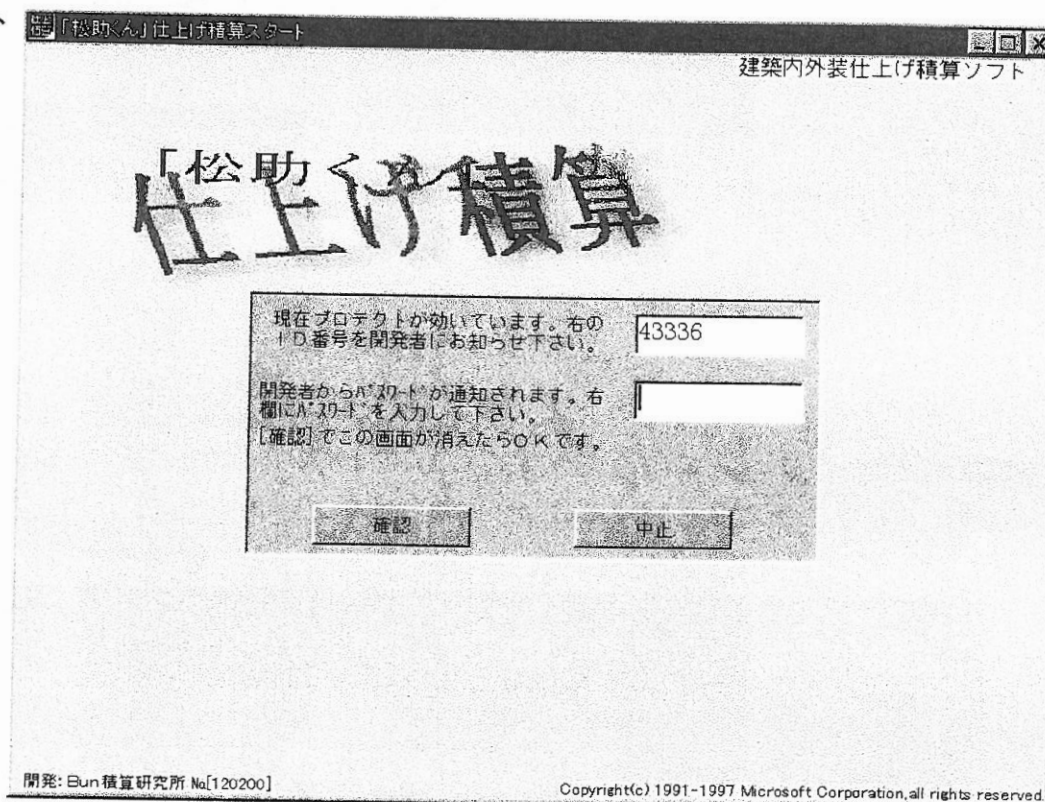 「松助くん」仕上げ積算スタート
建築内外装仕上げ積算ソフト
「松助くん」
仕上げ積算
現在プロテクトが効いています。右の
ＩＤ番号を開発者にお知らせ下さい。
43336
開発者からﾊﾟｽﾜｰﾄﾞが通知されます。右
欄にﾊﾟｽﾜｰﾄﾞを入力して下さい。
[確認]でこの画面が消えたらＯＫです。
確認
中止
開発: Bun積算研究所 No[120200]
Copyright(c) 1991-1997 Microsoft Corporation,all rights reserved.